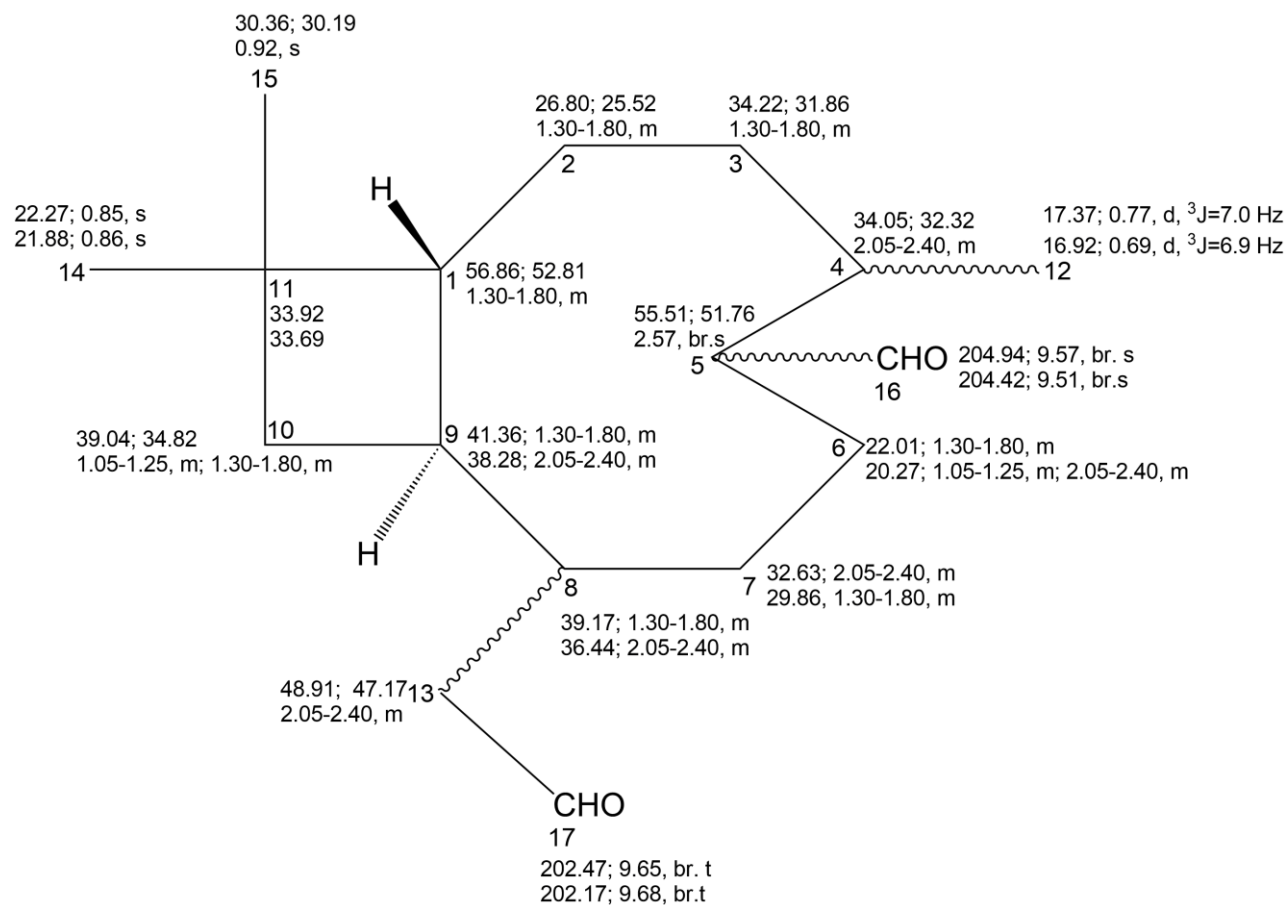 30.36; 30.19
0.92, s
15
26.80; 25.52
1.30-1.80, m
2
34.22; 31.86
1.30-1.80, m
3
H
22.27; 0.85, s
21.88; 0.86, s
14
11
33.92
33.69
1
56.86; 52.81
1.30-1.80, m
34.05; 32.32
2.05-2.40, m
4
17.37; 0.77, d, ³J=7.0 Hz
16.92; 0.69, d, ³J=6.9 Hz
12
55.51; 51.76
2.57, br.s
5
CHO
16
204.94; 9.57, br. s
204.42; 9.51, br.s
10
39.04; 34.82
1.05-1.25, m; 1.30-1.80, m
9
41.36; 1.30-1.80, m
38.28; 2.05-2.40, m
6
22.01; 1.30-1.80, m
20.27; 1.05-1.25, m; 2.05-2.40, m
H
8
39.17; 1.30-1.80, m
36.44; 2.05-2.40, m
7
32.63; 2.05-2.40, m
29.86, 1.30-1.80, m
48.91; 47.17
2.05-2.40, m
13
CHO
17
202.47; 9.65, br. t
202.17; 9.68, br.t